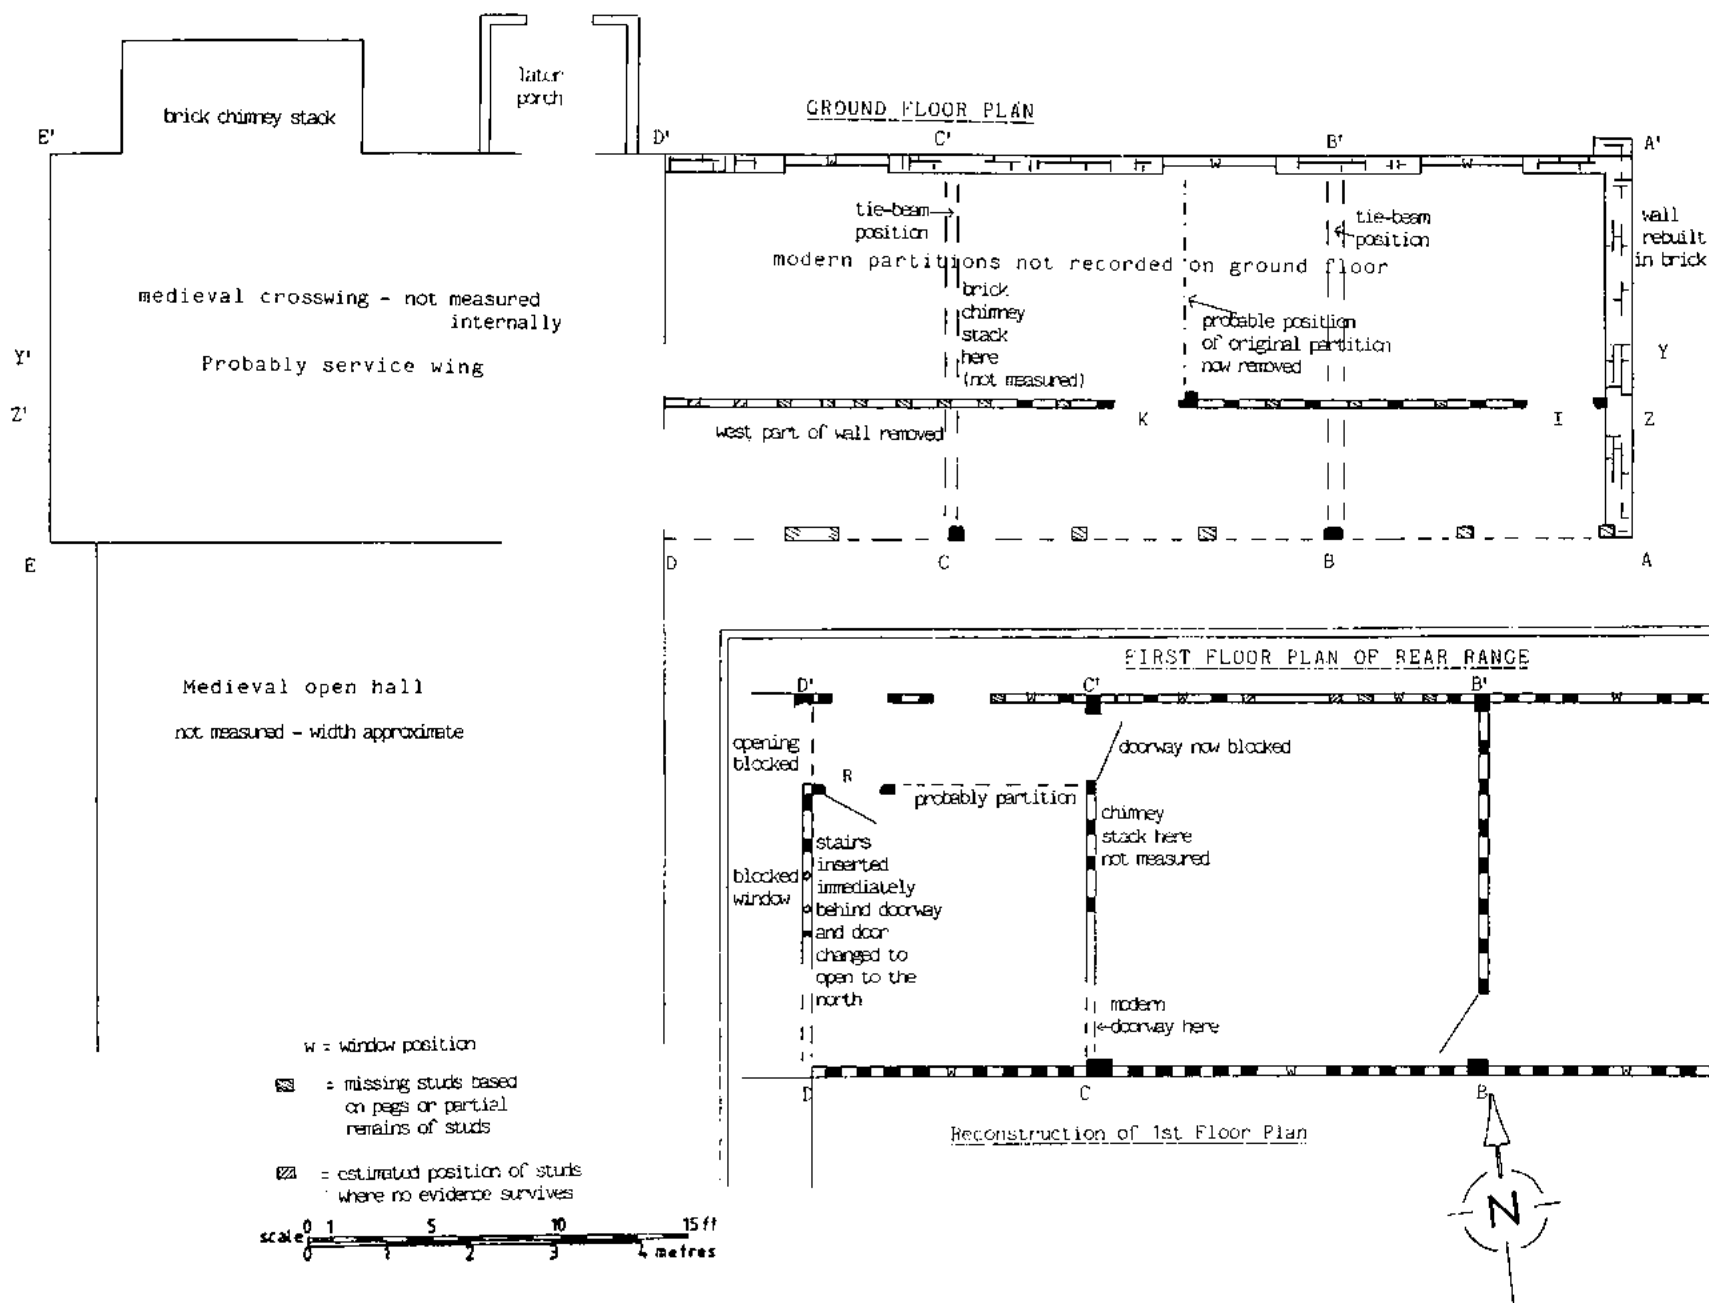 later
porch
GROUND FLOOR PLAN
brick chimney stack
E'
D'
C'
B'
A'
W
W
W
tie-beam
position
tie-beam
position
wall
rebuilt
in brick
modern partitions not recorded on ground floor
medieval crosswing - not measured
internally
brick
chimney
stack
here
(not measured)
probable position
of original partition
now removed
Y'
Probably service wing
Y
Z'
K
I
Z
west part of wall removed
E
D
C
B
A
FIRST FLOOR PLAN OF REAR RANGE
Medieval open hall
not measured - width approximate
D'
C'
B'
W
W
W
W
opening
blocked
R
doorway now blocked
probably partition
chimney
stack here
not measured
blocked
window
stairs
inserted
immediately
behind doorway
and door
changed to
open to the
north
modern
doorway here
W
W
W
D
C
B
Reconstruction of 1st Floor Plan
w = window position
= missing studs based
on pegs or partial
remains of studs
= estimated position of studs
where no evidence survives
scale 0 1 5 10 15 ft
0 1 2 3 4 metres
N